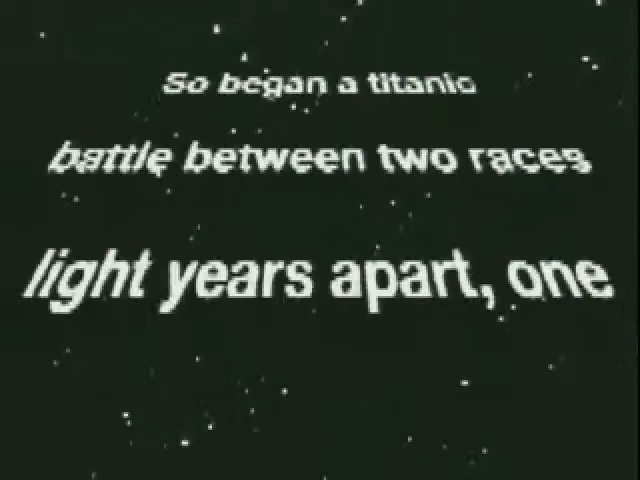 So began a titanic
battle between two races
light years apart, one